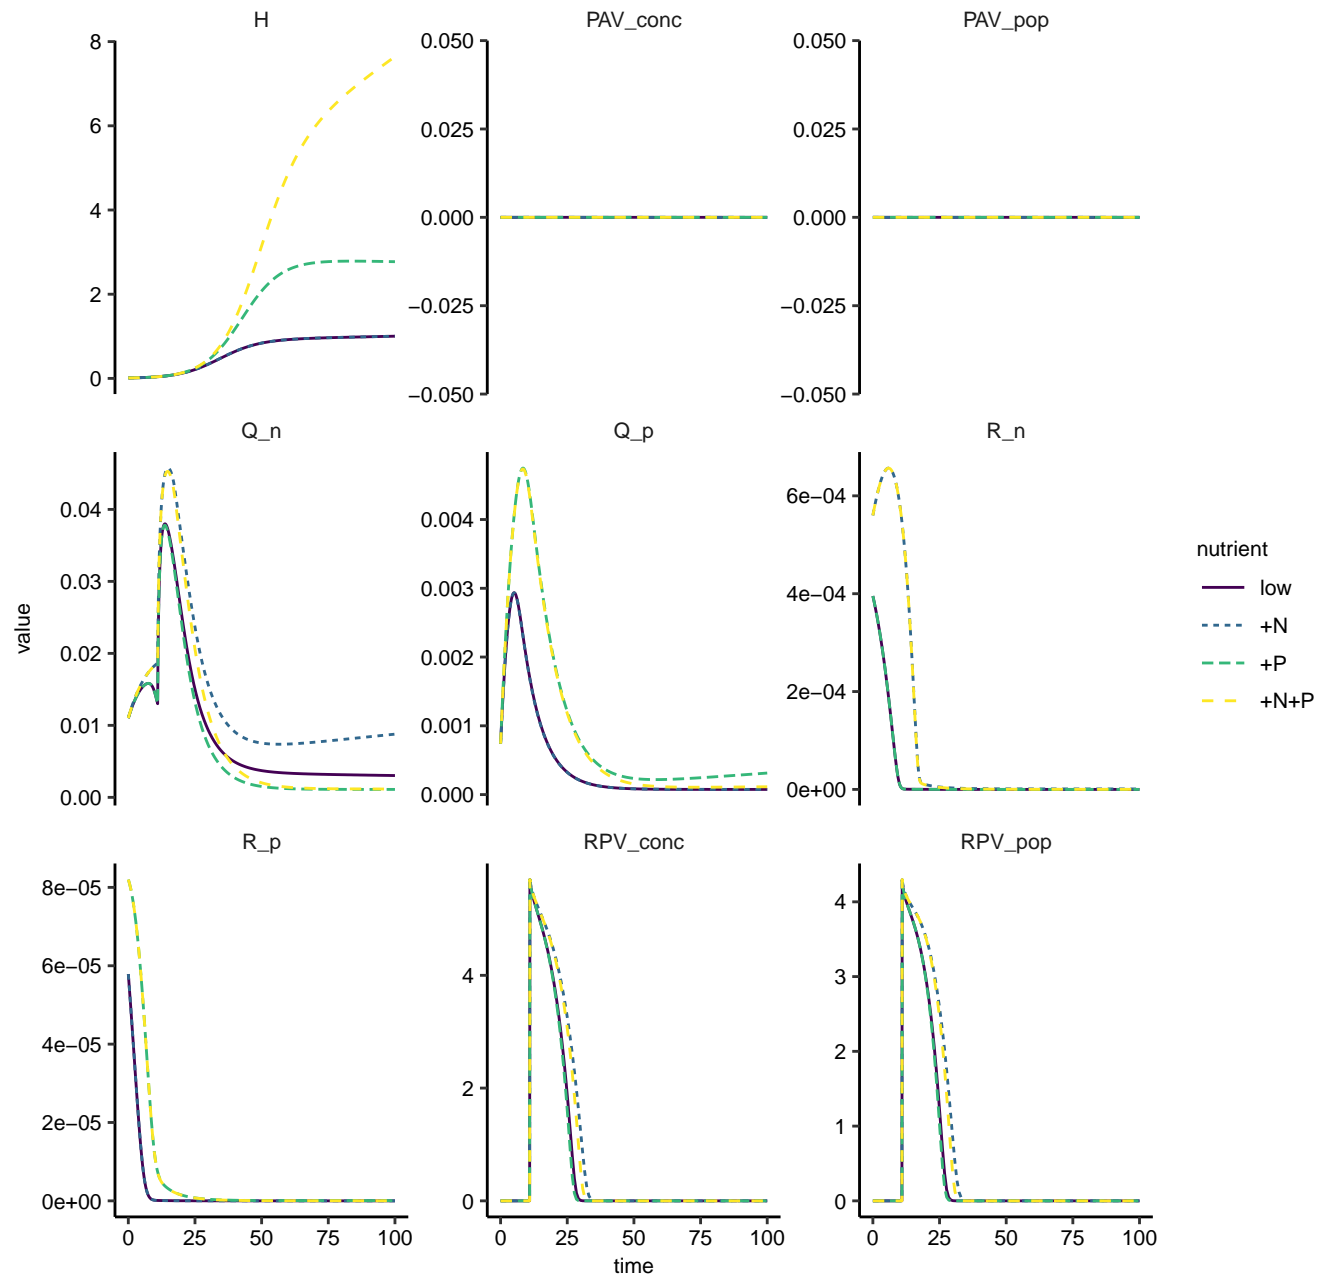 H
PAV_conc
PAV_pop
8
6
4
2
0
0.050
0.025
0.000
−0.025
−0.050
0.050
0.025
0.000
−0.025
−0.050
Q_n
Q_p
R_n
0.04
0.03
0.02
0.01
0.00
0.004
0.003
0.002
0.001
0.000
6e−04
4e−04
2e−04
0e+00
R_p
RPV_conc
RPV_pop
8e−05
6e−05
4e−05
2e−05
0e+00
4
2
0
4
3
2
1
0
0 25 50 75 100
0 25 50 75 100
0 25 50 75 100
time
value
nutrient
low
+N
+P
+N+P